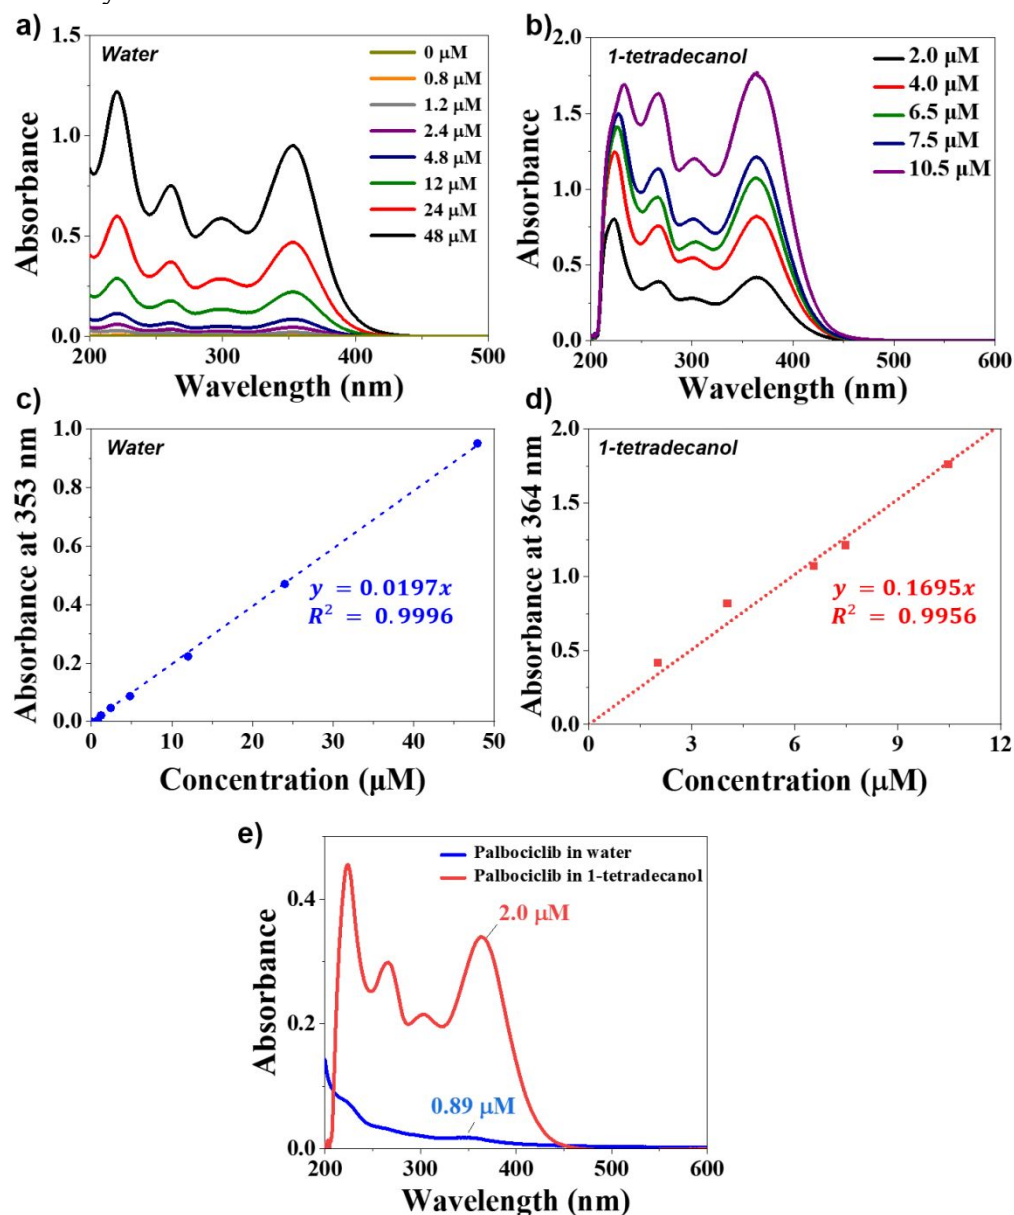 a)
Water
0 μM
0.8 μM
1.2 μM
2.4 μM
4.8 μM
12 μM
24 μM
48 μM
Absorbance
1.5
1.0
0.5
0.0
200 300 400 500
Wavelength (nm)
b)
1-tetradecanol
2.0 μM
4.0 μM
6.5 μM
7.5 μM
10.5 μM
Absorbance
2.0
1.5
1.0
0.5
0.0
200 300 400 500 600
Wavelength (nm)
c)
Water
Absorbance at 353 nm
1.0
0.8
0.6
0.4
0.2
0.0
y = 0.0197x
R² = 0.9996
0 10 20 30 40 50
Concentration (μM)
d)
1-tetradecanol
Absorbance at 364 nm
2.0
1.5
1.0
0.5
0.0
y = 0.1695x
R² = 0.9956
0 3 6 9 12
Concentration (μM)
e)
Palbociclib in water
Palbociclib in 1-tetradecanol
2.0 μM
0.89 μM
Absorbance
0.4
0.2
0.0
200 300 400 500 600
Wavelength (nm)